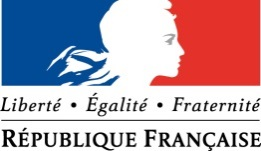 Liberté • Égalité • Fraternité
RÉPUBLIQUE FRANÇAISE